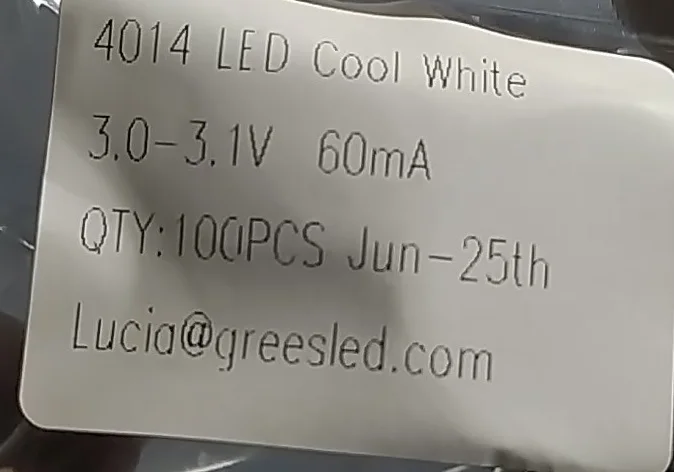 4014 LED Cool White
3.0-3.1V 60mA
QTY:100PCS Jun-25th
Lucia@greesled.com